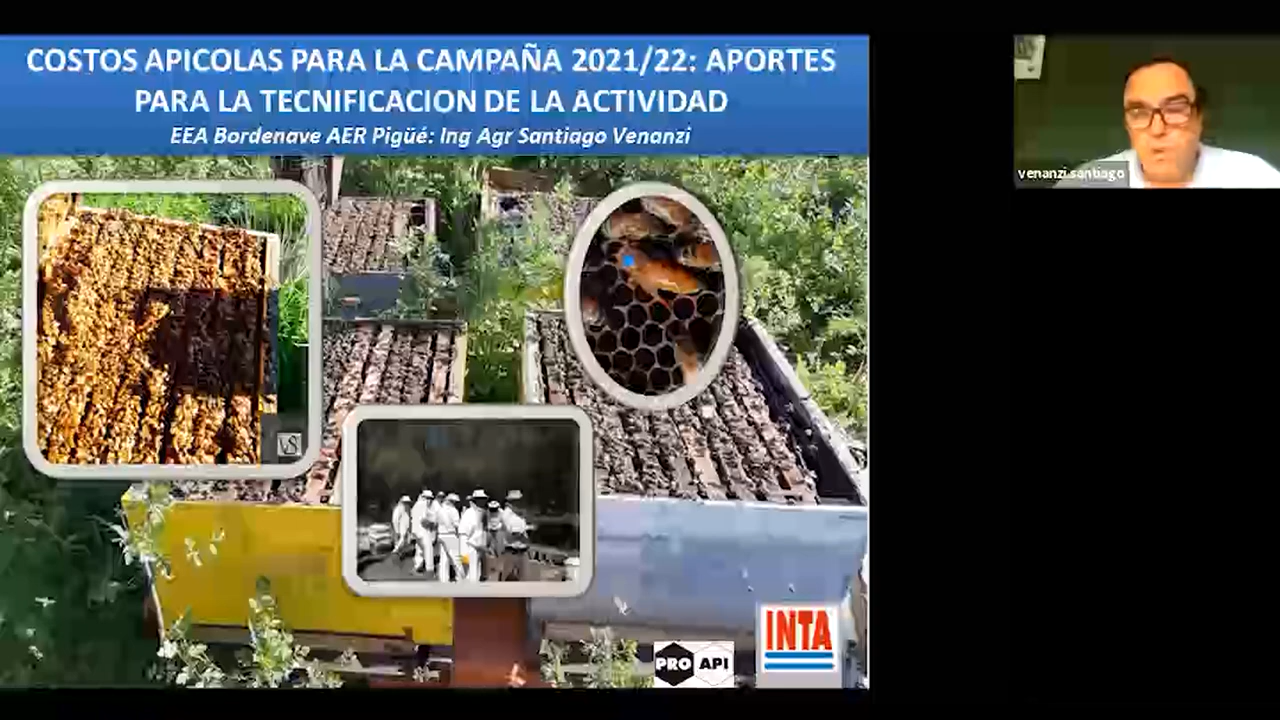 COSTOS APICOLAS PARA LA CAMPAÑA 2021/22: APORTES
PARA LA TECNIFICACION DE LA ACTIVIDAD
EEA Bordenave AER Pigüé: Ing Agr Santiago Venanzi
venanzi.santiago
VS
PRO API
INTA